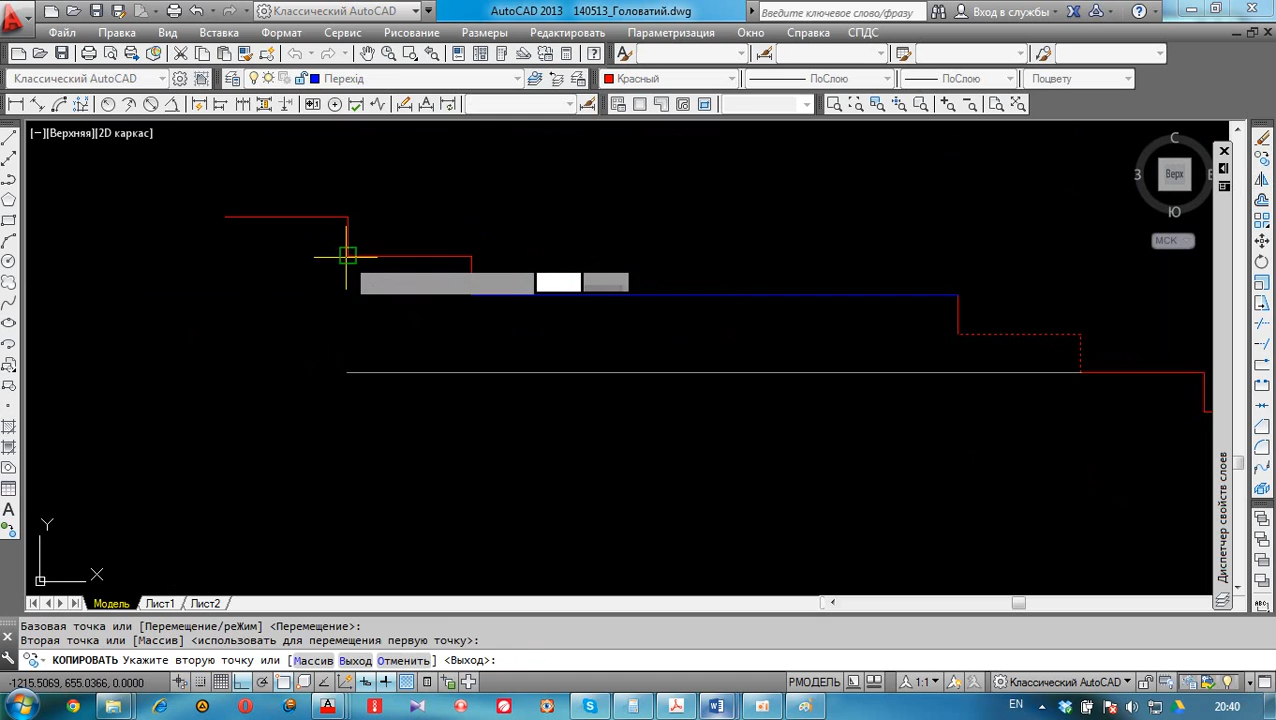 Классический AutoCAD
AutoCAD 2013 140513_Головатий.dwg
Введите ключевое слово/фразу
Вход в службы
Файл Правка Вид Вставка Формат Сервис Рисование Размеры Редактировать Параметризация Окно Справка СПДС
Классический AutoCAD
Перехід
Красный
ПоСлою
ПоСлою
Поцвету
[−][Верхняя][2D каркас]
С
З Верх В
Ю
МСК
Диспетчер свойств слоев
Y
X
Модель Лист1 Лист2
Базовая точка или [Перемещение/реЖим] <Перемещение>:
Вторая точка или [Массив] <использовать для перемещения первую точку>:
КОПИРОВАТЬ Укажите вторую точку или [Массив Выход Отменить] <Выход>:
-1215.5069, 655.0366, 0.0000
РМОДЕЛЬ
1:1
Классический AutoCAD
EN
20:40